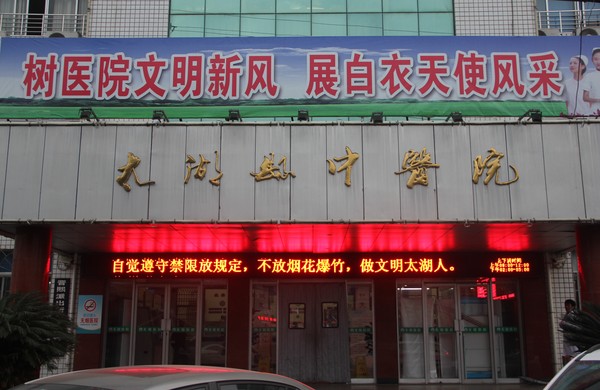 树医院文明新风 展白衣天使风采
太湖县中醫院
自觉遵守禁限放规定，不放烟花爆竹，做文明太湖人。